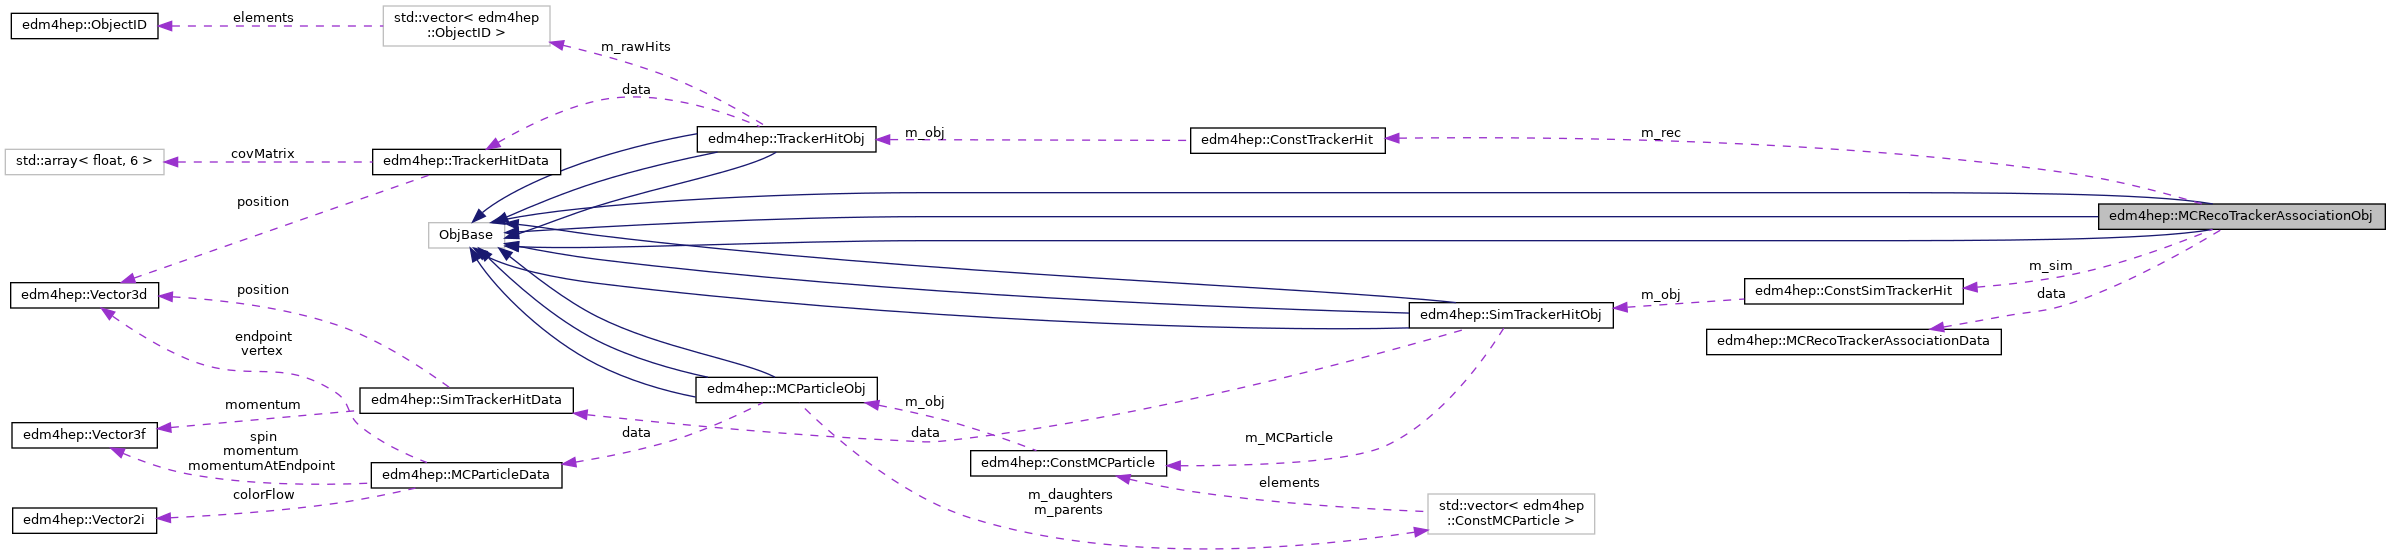 edm4hep::ObjectID
elements
std::vector< edm4hep
::ObjectID >
m_rawHits
data
edm4hep::TrackerHitObj
m_obj
edm4hep::ConstTrackerHit
m_rec
std::array< float, 6 >
covMatrix
edm4hep::TrackerHitData
position
ObjBase
edm4hep::MCRecoTrackerAssociationObj
m_sim
data
edm4hep::Vector3d
position
edm4hep::SimTrackerHitObj
m_obj
edm4hep::ConstSimTrackerHit
edm4hep::MCRecoTrackerAssociationData
endpoint
vertex
edm4hep::SimTrackerHitData
edm4hep::MCParticleObj
m_obj
momentum
edm4hep::Vector3f
spin
momentum
momentumAtEndpoint
data
data
m_MCParticle
edm4hep::MCParticleData
edm4hep::ConstMCParticle
elements
colorFlow
m_daughters
m_parents
std::vector< edm4hep
::ConstMCParticle >
edm4hep::Vector2i